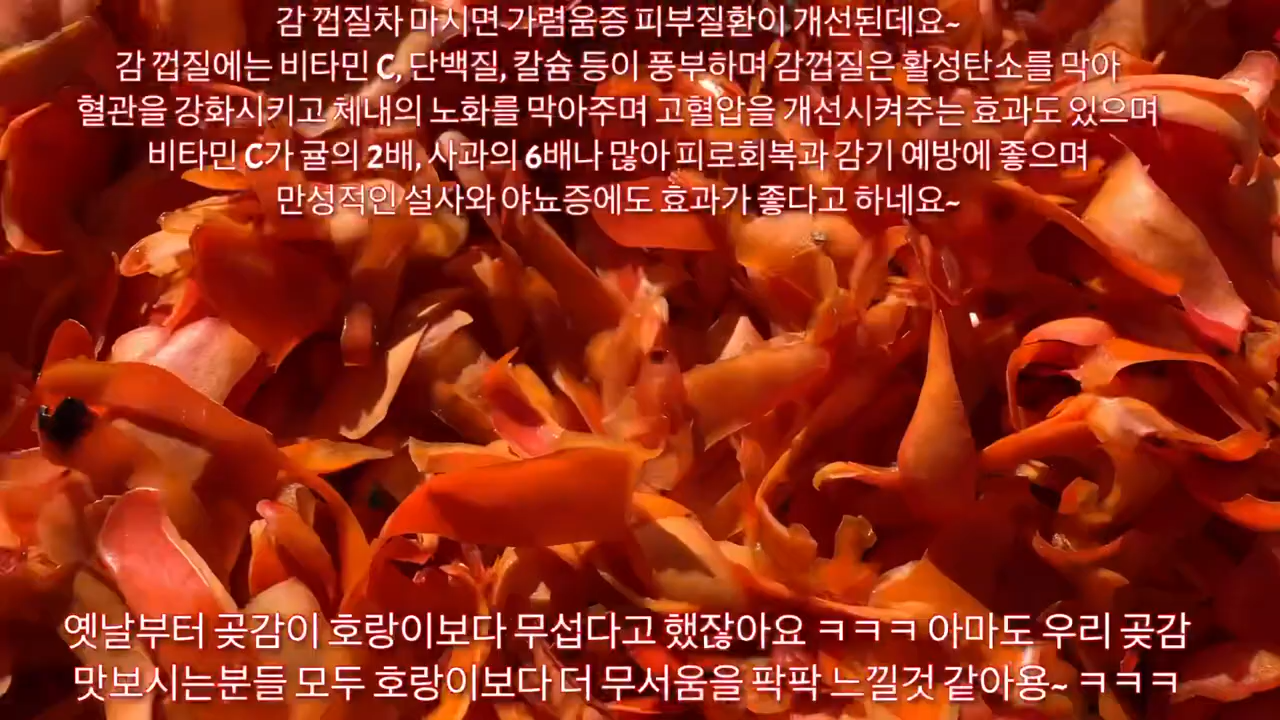 감 껍질차 마시면 가렴움증 피부질환이 개선된데요~
감 껍질에는 비타민 C, 단백질, 칼슘 등이 풍부하며 감껍질은 활성탄소를 막아
혈관을 강화시키고 체내의 노화를 막아주며 고혈압을 개선시켜주는 효과도 있으며
비타민 C가 귤의 2배, 사과의 6배나 많아 피로회복과 감기 예방에 좋으며
만성적인 설사와 야뇨증에도 효과가 좋다고 하네요~
옛날부터 곶감이 호랑이보다 무섭다고 했잖아요 ㅋㅋㅋ 아마도 우리 곶감
맛보시는분들 모두 호랑이보다 더 무서움을 팍팍 느낄것 같아용~ ㅋㅋㅋ